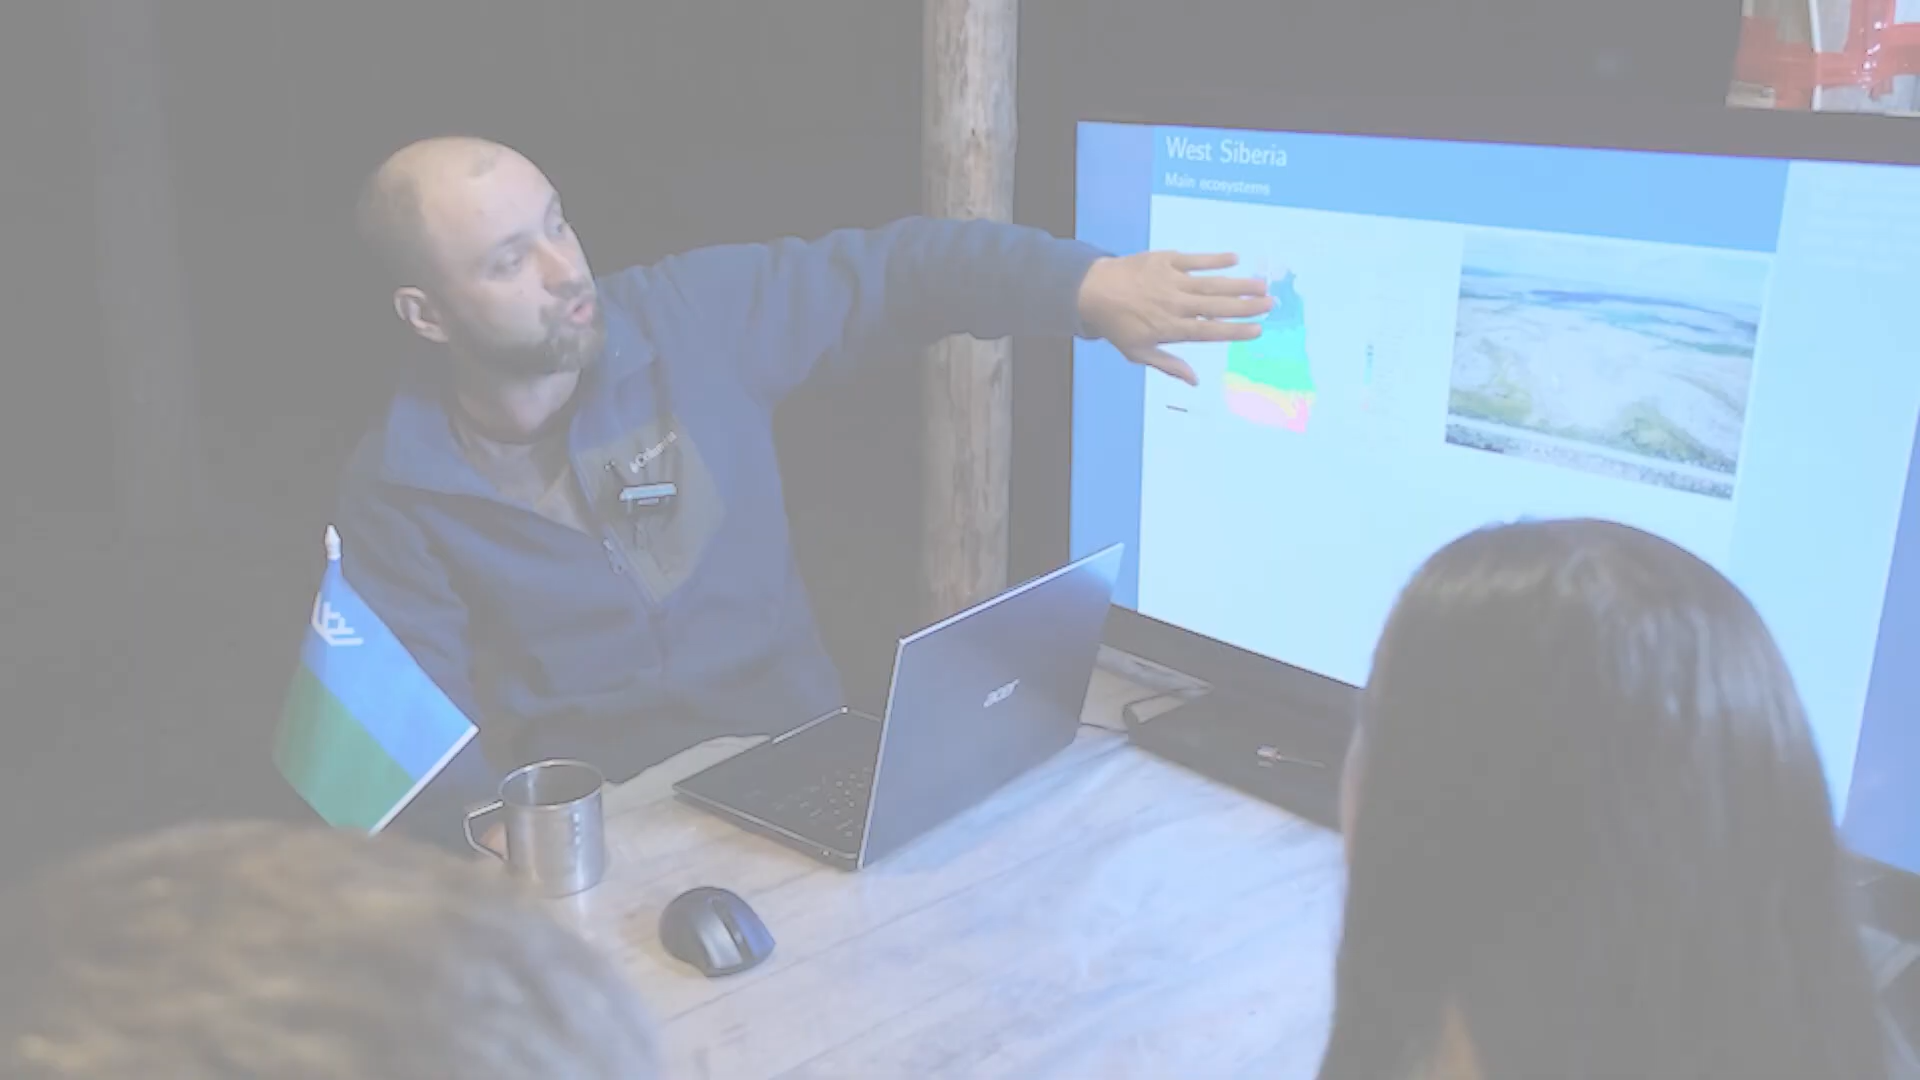 West Siberia
Main ecosystems
Columbia
acer